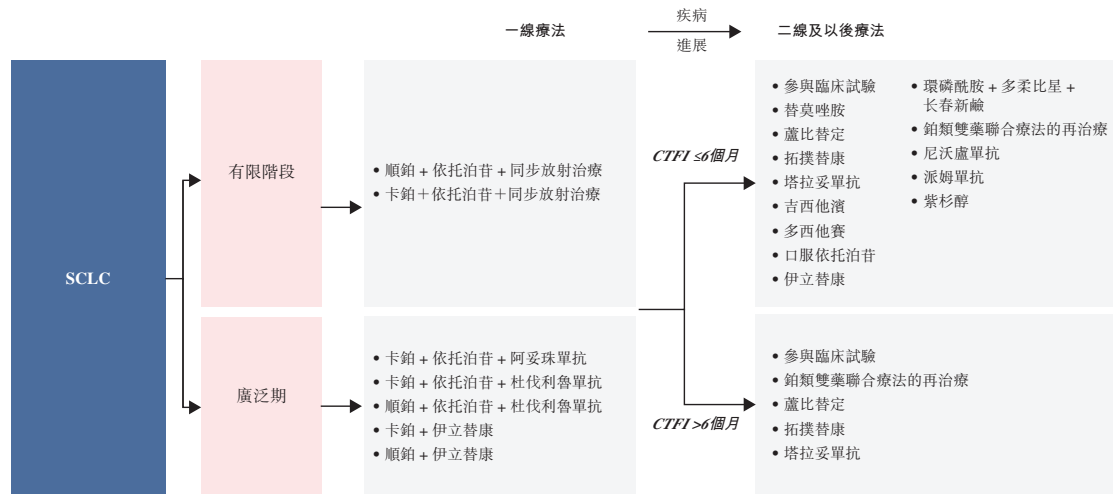 一線療法
疾病
進展
二線及以後療法
SCLC
有限階段
• 順鉑 + 依托泊苷 + 同步放射治療
• 卡鉑＋依托泊苷＋同步放射治療
廣泛期
• 卡鉑 + 依托泊苷 + 阿妥珠單抗
• 卡鉑 + 依托泊苷 + 杜伐利魯單抗
• 順鉑 + 依托泊苷 + 杜伐利魯單抗
• 卡鉑 + 伊立替康
• 順鉑 + 伊立替康
CTFI ≤6個月
• 參與臨床試驗
• 替莫唑胺
• 蘆比替定
• 拓撲替康
• 塔拉妥單抗
• 吉西他濱
• 多西他賽
• 口服依托泊苷
• 伊立替康
• 環磷酰胺 + 多柔比星 +
长春新鹼
• 鉑類雙藥聯合療法的再治療
• 尼沃盧單抗
• 派姆單抗
• 紫杉醇
CTFI >6個月
• 參與臨床試驗
• 鉑類雙藥聯合療法的再治療
• 蘆比替定
• 拓撲替康
• 塔拉妥單抗